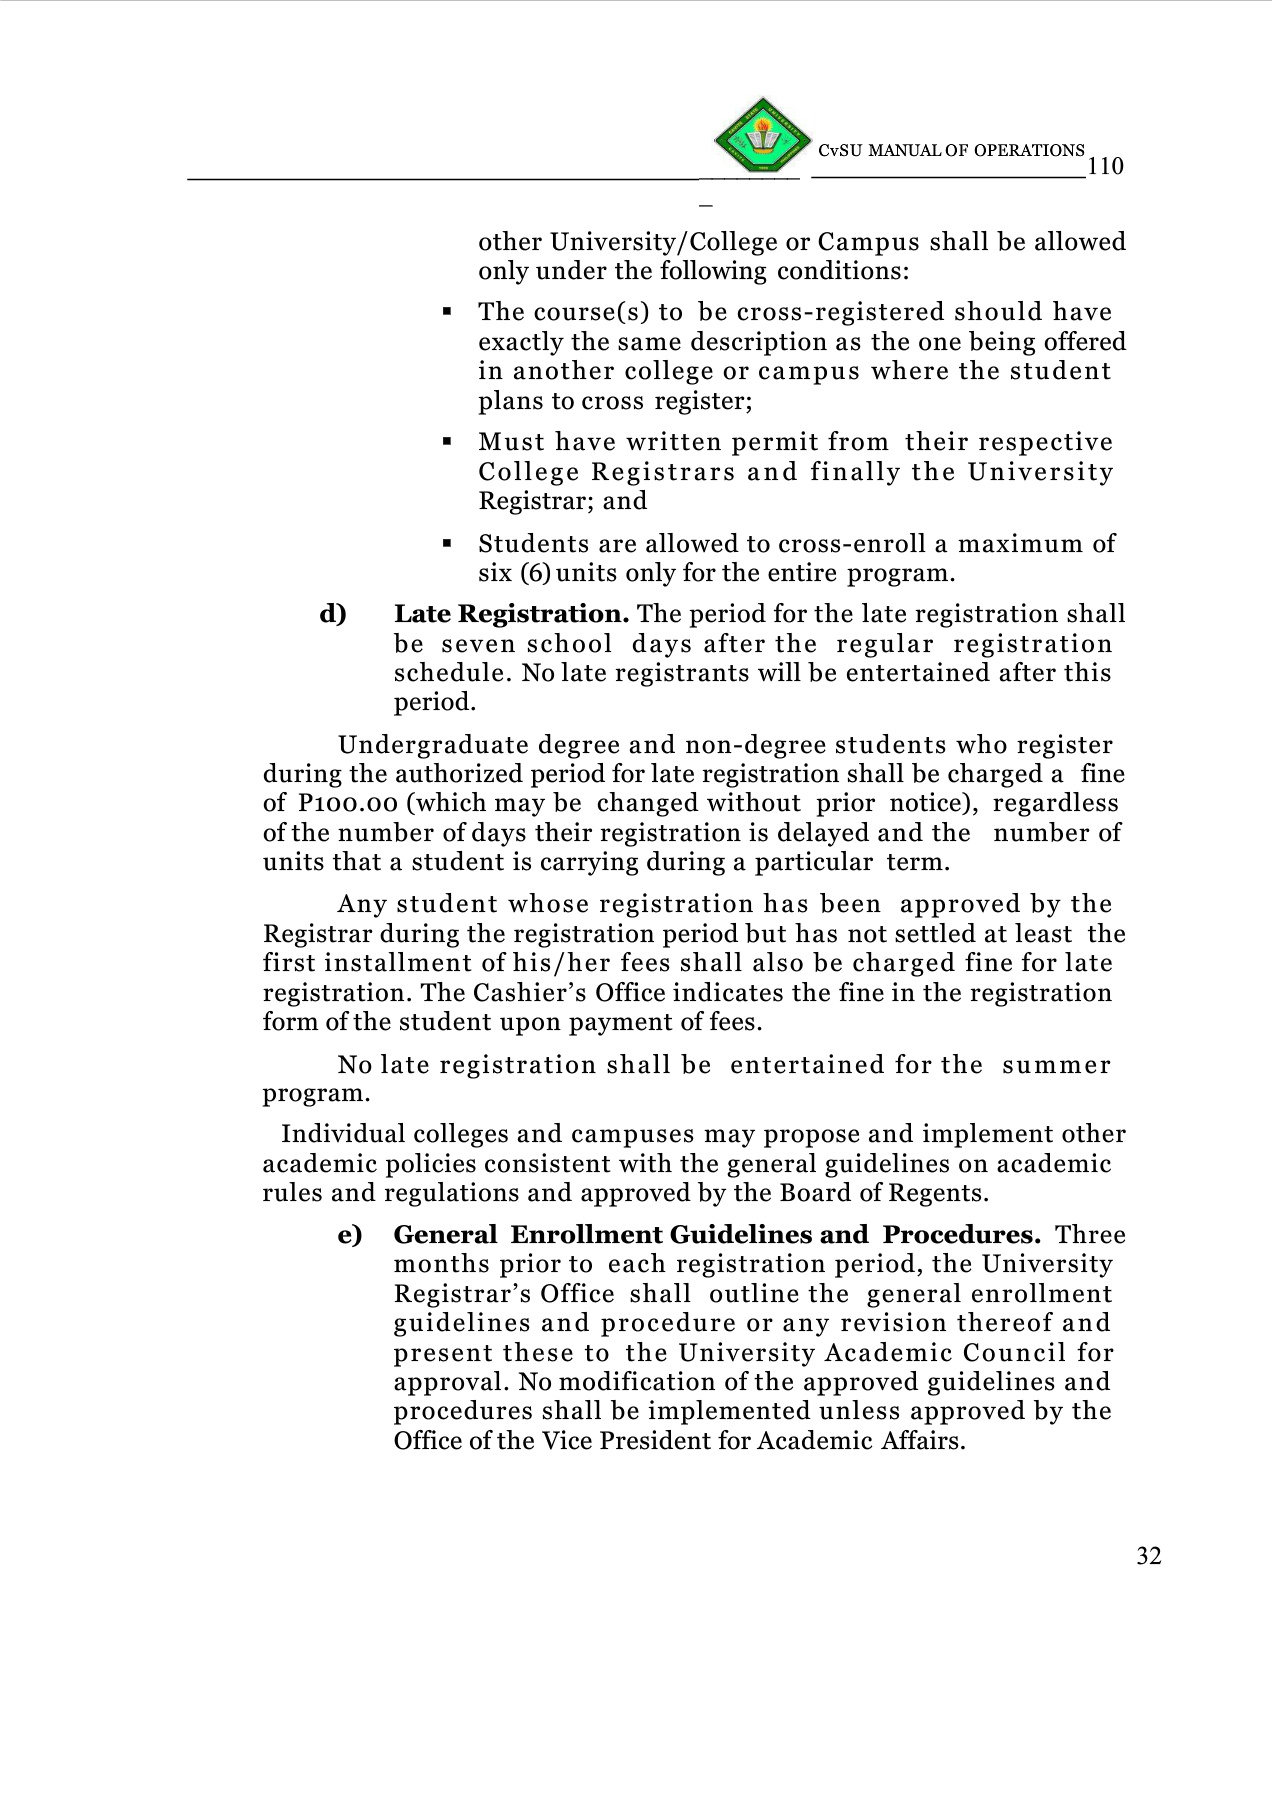 CvSU MANUAL OF OPERATIONS 110
other University/College or Campus shall be allowed
only under the following conditions:
▪ The course(s) to be cross-registered should have
exactly the same description as the one being offered
in another college or campus where the student
plans to cross register;
▪ Must have written permit from their respective
College Registrars and finally the University
Registrar; and
▪ Students are allowed to cross-enroll a maximum of
six (6) units only for the entire program.
d) Late Registration. The period for the late registration shall
be seven school days after the regular registration
schedule. No late registrants will be entertained after this
period.
Undergraduate degree and non-degree students who register
during the authorized period for late registration shall be charged a fine
of P100.00 (which may be changed without prior notice), regardless
of the number of days their registration is delayed and the number of
units that a student is carrying during a particular term.
Any student whose registration has been approved by the
Registrar during the registration period but has not settled at least the
first installment of his/her fees shall also be charged fine for late
registration. The Cashier’s Office indicates the fine in the registration
form of the student upon payment of fees.
No late registration shall be entertained for the summer
program.
Individual colleges and campuses may propose and implement other
academic policies consistent with the general guidelines on academic
rules and regulations and approved by the Board of Regents.
e) General Enrollment Guidelines and Procedures. Three
months prior to each registration period, the University
Registrar’s Office shall outline the general enrollment
guidelines and procedure or any revision thereof and
present these to the University Academic Council for
approval. No modification of the approved guidelines and
procedures shall be implemented unless approved by the
Office of the Vice President for Academic Affairs.
32